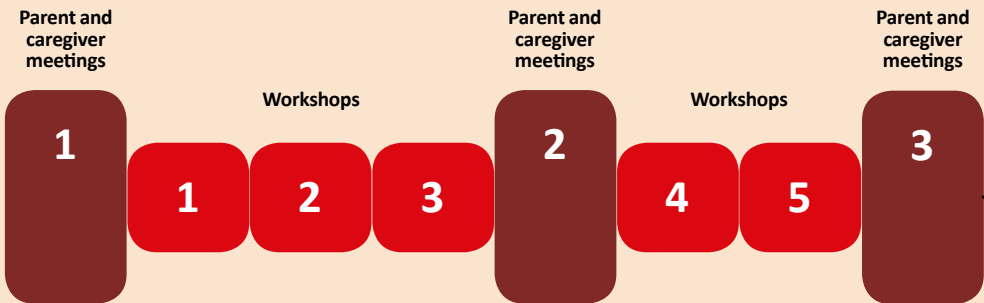 Parent and
caregiver
meetings
Parent and
caregiver
meetings
Parent and
caregiver
meetings
Workshops
Workshops
1
1
2
3
2
4
5
3